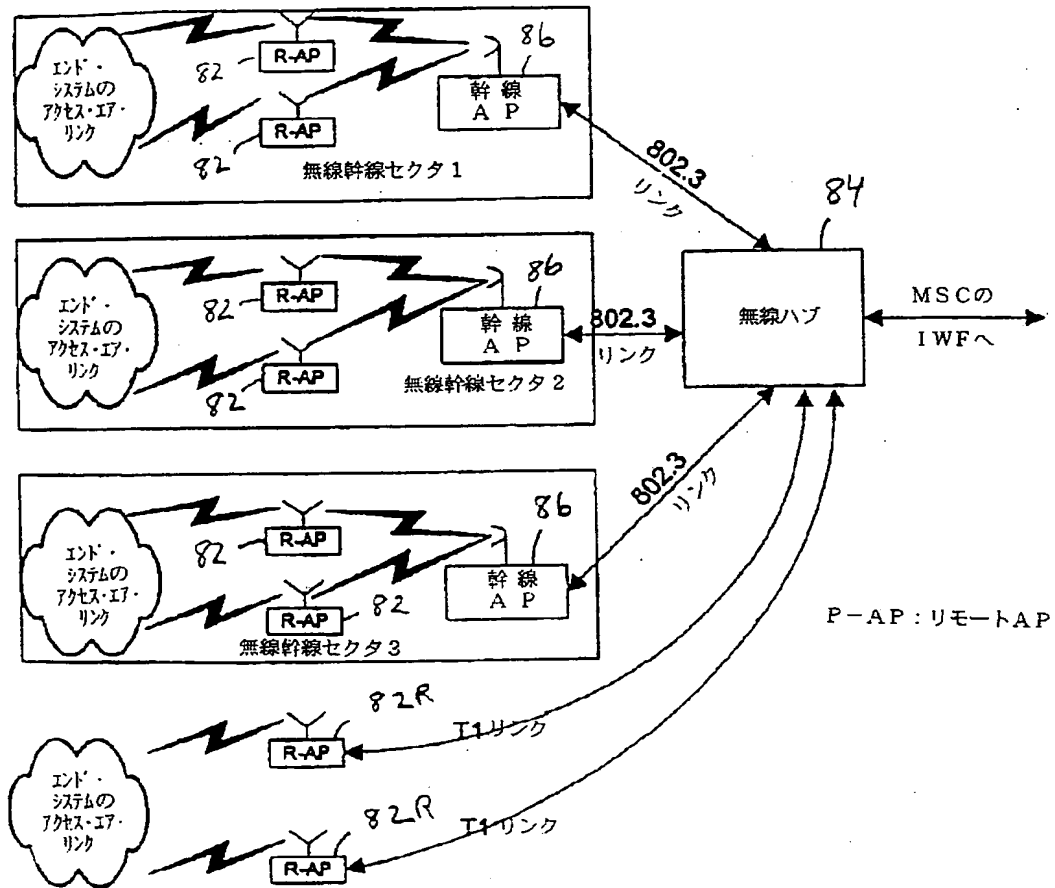 エンド・
システムの
アクセス・エア・
リンク
82
R-AP
82
R-AP
86
幹線
AP
無線幹線セクタ1
802.3
リンク
エンド・
システムの
アクセス・エア・
リンク
82
R-AP
82
R-AP
86
幹線
AP
無線幹線セクタ2
802.3
リンク
84
無線ハブ
MSCの
IWFへ
エンド・
システムの
アクセス・エア・
リンク
82
R-AP
82
R-AP
86
幹線
AP
無線幹線セクタ3
802.3
リンク
P-AP:リモートAP
エンド・
システムの
アクセス・エア・
リンク
82R
R-AP
T1リンク
82R
R-AP
T1リンク